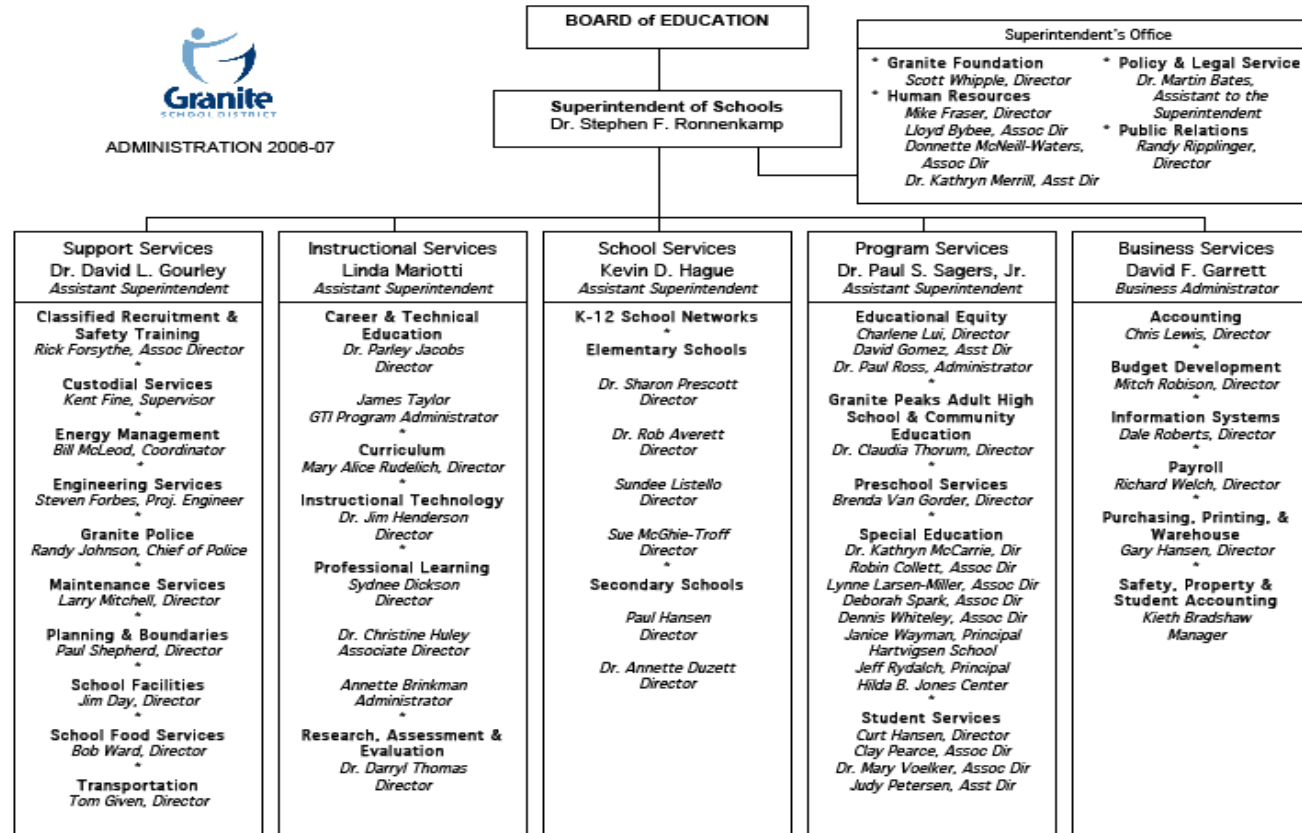 BOARD of EDUCATION
Granite
SCHOOL DISTRICT
ADMINISTRATION 2006-07
Superintendent of Schools
Dr. Stephen F. Ronnenkamp
Superintendent's Office
* Granite Foundation
Scott Whipple, Director
* Human Resources
Mike Fraser, Director
Lloyd Bybee, Assoc Dir
Donnette McNeill-Waters,
Assoc Dir
Dr. Kathryn Merrill, Asst Dir
* Policy & Legal Service
Dr. Martin Bates,
Assistant to the
Superintendent
* Public Relations
Randy Ripplinger,
Director
Support Services
Dr. David L. Gourley
Assistant Superintendent
Classified Recruitment &
Safety Training
Rick Forsythe, Assoc Director
*
Custodial Services
Kent Fine, Supervisor
*
Energy Management
Bill McLeod, Coordinator
*
Engineering Services
Steven Forbes, Proj. Engineer
*
Granite Police
Randy Johnson, Chief of Police
*
Maintenance Services
Larry Mitchell, Director
*
Planning & Boundaries
Paul Shepherd, Director
*
School Facilities
Jim Day, Director
*
School Food Services
Bob Ward, Director
*
Transportation
Tom Given, Director
Instructional Services
Linda Mariotti
Assistant Superintendent
Career & Technical
Education
Dr. Parley Jacobs
Director
James Taylor
GTI Program Administrator
*
Curriculum
Mary Alice Rudelich, Director
*
Instructional Technology
Dr. Jim Henderson
Director
*
Professional Learning
Sydnee Dickson
Director
Dr. Christine Huley
Associate Director
Annette Brinkman
Administrator
*
Research, Assessment &
Evaluation
Dr. Darryl Thomas
Director
School Services
Kevin D. Hague
Assistant Superintendent
K-12 School Networks
*
Elementary Schools
Dr. Sharon Prescott
Director
Dr. Rob Averett
Director
Sundee Listello
Director
Sue McGhie-Troff
Director
*
Secondary Schools
Paul Hansen
Director
Dr. Annette Duzett
Director
Program Services
Dr. Paul S. Sagers, Jr.
Assistant Superintendent
Educational Equity
Charlene Lui, Director
David Gomez, Asst Dir
Dr. Paul Ross, Administrator
*
Granite Peaks Adult High
School & Community
Education
Dr. Claudia Thorum, Director
*
Preschool Services
Brenda Van Gorder, Director
*
Special Education
Dr. Kathryn McCarrie, Dir
Robin Collett, Assoc Dir
Lynne Larsen-Miller, Assoc Dir
Deborah Spark, Assoc Dir
Dennis Whiteley, Assoc Dir
Janice Wayman, Principal
Hartvigsen School
Jeff Rydalch, Principal
Hilda B. Jones Center
*
Student Services
Curt Hansen, Director
Clay Pearce, Assoc Dir
Dr. Mary Voelker, Assoc Dir
Judy Petersen, Asst Dir
Business Services
David F. Garrett
Business Administrator
Accounting
Chris Lewis, Director
*
Budget Development
Mitch Robison, Director
*
Information Systems
Dale Roberts, Director
*
Payroll
Richard Welch, Director
*
Purchasing, Printing, &
Warehouse
Gary Hansen, Director
*
Safety, Property &
Student Accounting
Kieth Bradshaw
Manager